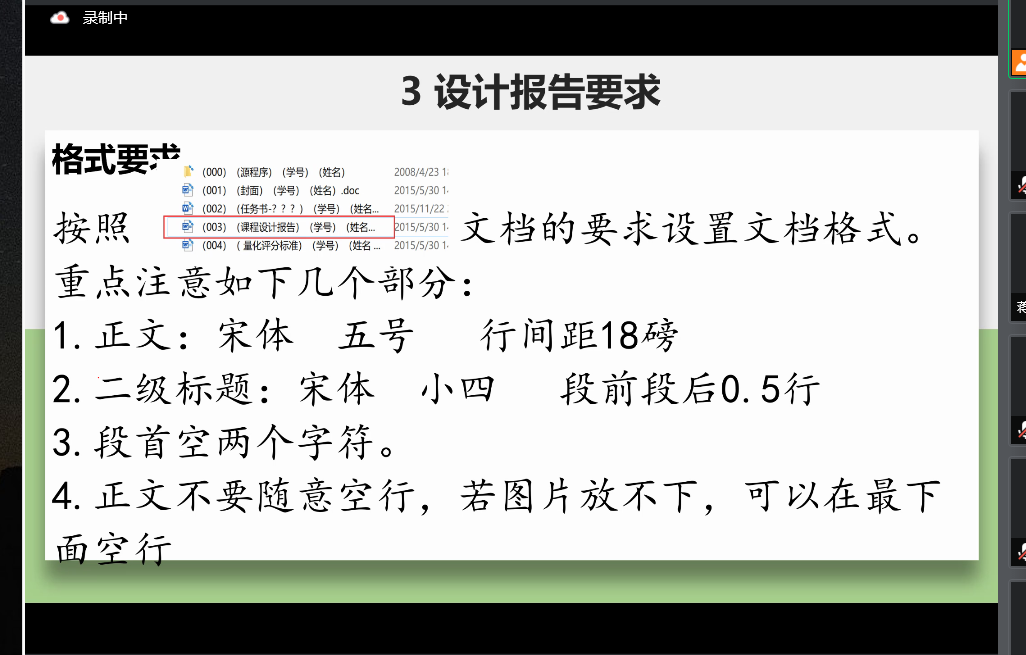 录制中
3 设计报告要求
格式要求
(000) (源程序) (学号) (姓名) 2008/4/23
(001) (封面) (学号) (姓名) .doc 2015/5/30
(002) (任务书-? ? ? ) (学号) (姓名... 2015/11/22
(003) (课程设计报告) (学号) (姓名... 2015/5/30
(004) ( 量化评分标准) (学号) (姓名 ... 2015/5/30
按照 文档的要求设置文档格式。
重点注意如下几个部分：
1.正文：宋体 五号 行间距18磅
2.二级标题：宋体 小四 段前段后0.5行
3.段首空两个字符。
4.正文不要随意空行，若图片放不下，可以在最下
面空行